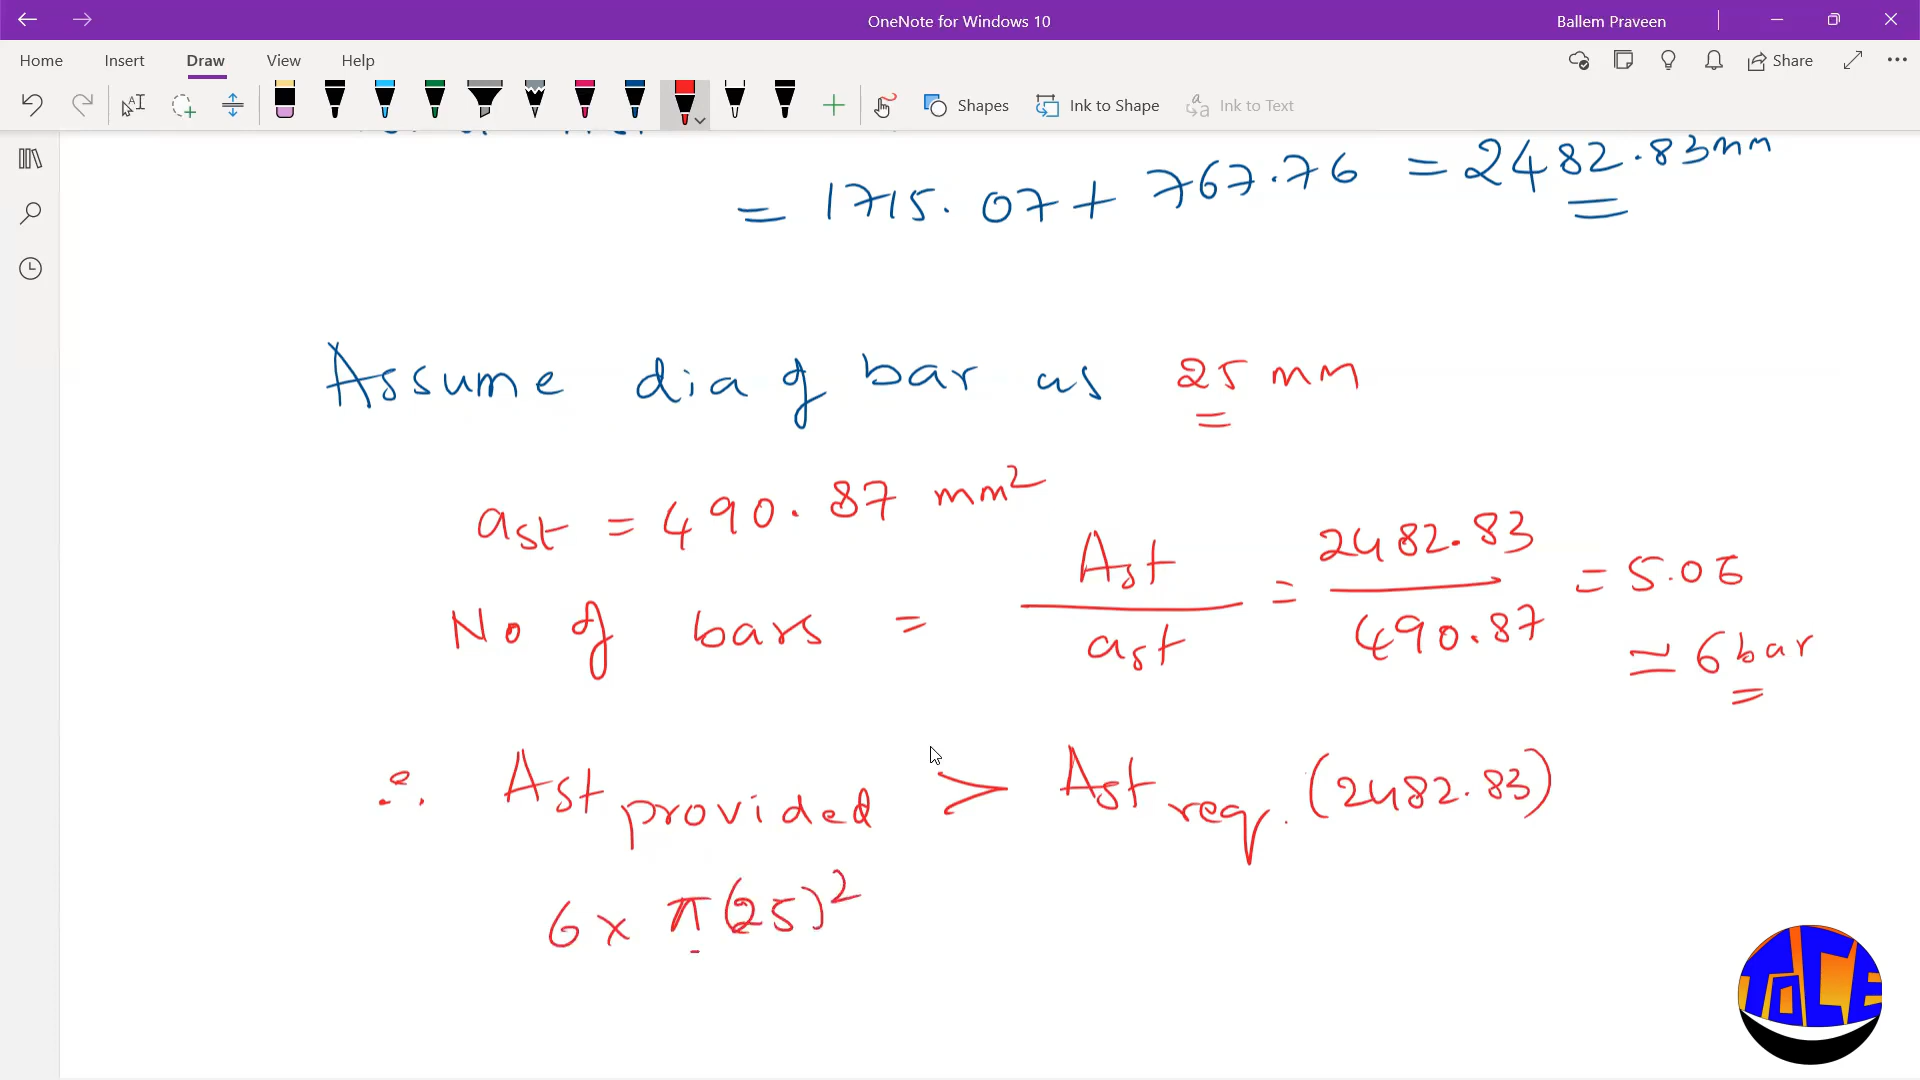 OneNote for Windows 10
Ballem Praveen
Home Insert Draw View Help
Share
Shapes Ink to Shape Ink to Text
= 1715.07 + 767.76 = 2482.83mm
Assume dia of bar as 25 mm
ast = 490.87 mm²
No of bars = Ast / ast = 2482.83 / 490.87 = 5.05
≃ 6 bar
∴ Ast provided > Ast req. (2482.83)
6 x π(25)²